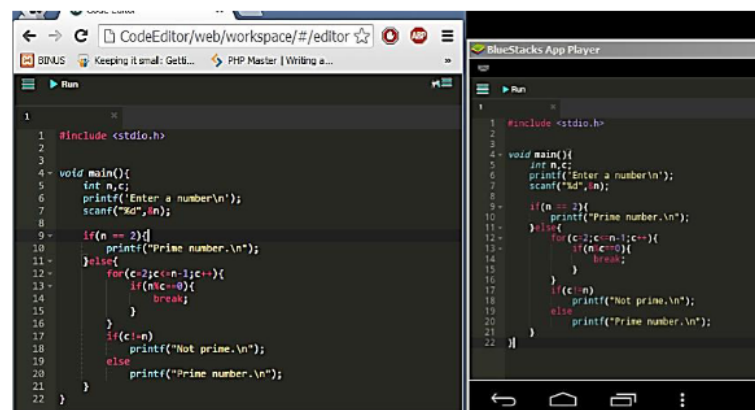 Code Editor
CodeEditor/web/workspace/#/editor
BINUS Keeping it small: Getti... PHP Master | Writing a... »
Run
1 ×
1 #include <stdio.h>
2
3
4 void main(){
5 int n,c;
6 printf('Enter a number\n');
7 scanf("%d",&n);
8
9 if(n == 2){
10 printf("Prime number.\n");
11 }else{
12 for(c=2;c<=n-1;c++){
13 if(n%c==0){
14 break;
15 }
16 }
17 if(c!=n)
18 printf("Not prime.\n");
19 else
20 printf("Prime number.\n");
21 }
22 }
BlueStacks App Player
Run
1 ×
1 #include <stdio.h>
2
3
4 void main(){
5 int n,c;
6 printf('Enter a number\n');
7 scanf("%d",&n);
8
9 if(n == 2){
10 printf("Prime number.\n");
11 }else{
12 for(c=2;c<=n-1;c++){
13 if(n%c==0){
14 break;
15 }
16 }
17 if(c!=n)
18 printf("Not prime.\n");
19 else
20 printf("Prime number.\n");
21 }
22 }